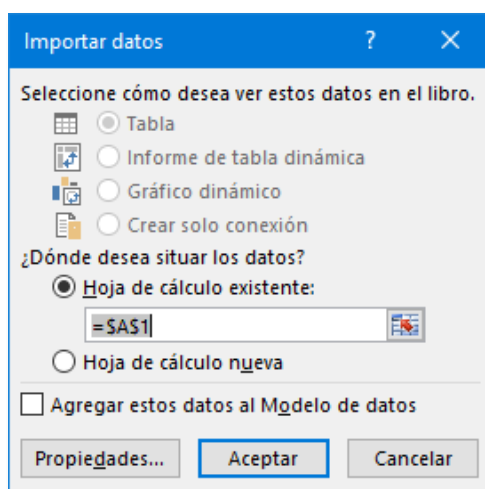 Importar datos ?
Seleccione cómo desea ver estos datos en el libro.
Tabla
Informe de tabla dinámica
Gráfico dinámico
Crear solo conexión
¿Dónde desea situar los datos?
Hoja de cálculo existente:
=$A$1
Hoja de cálculo nueva
Agregar estos datos al Modelo de datos
Propiedades... Aceptar Cancelar